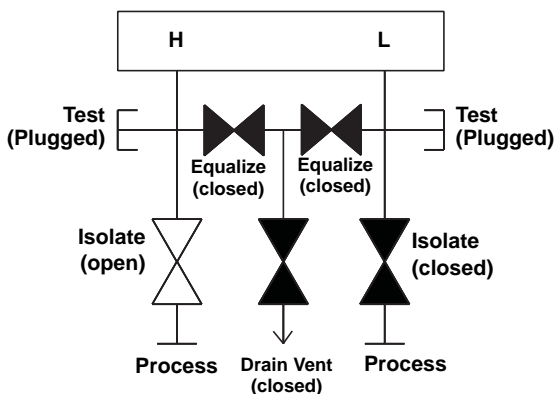 H
L
Test
(Plugged)
Test
(Plugged)
Equalize
(closed)
Equalize
(closed)
Isolate
(open)
Isolate
(closed)
Process
Drain Vent
(closed)
Process